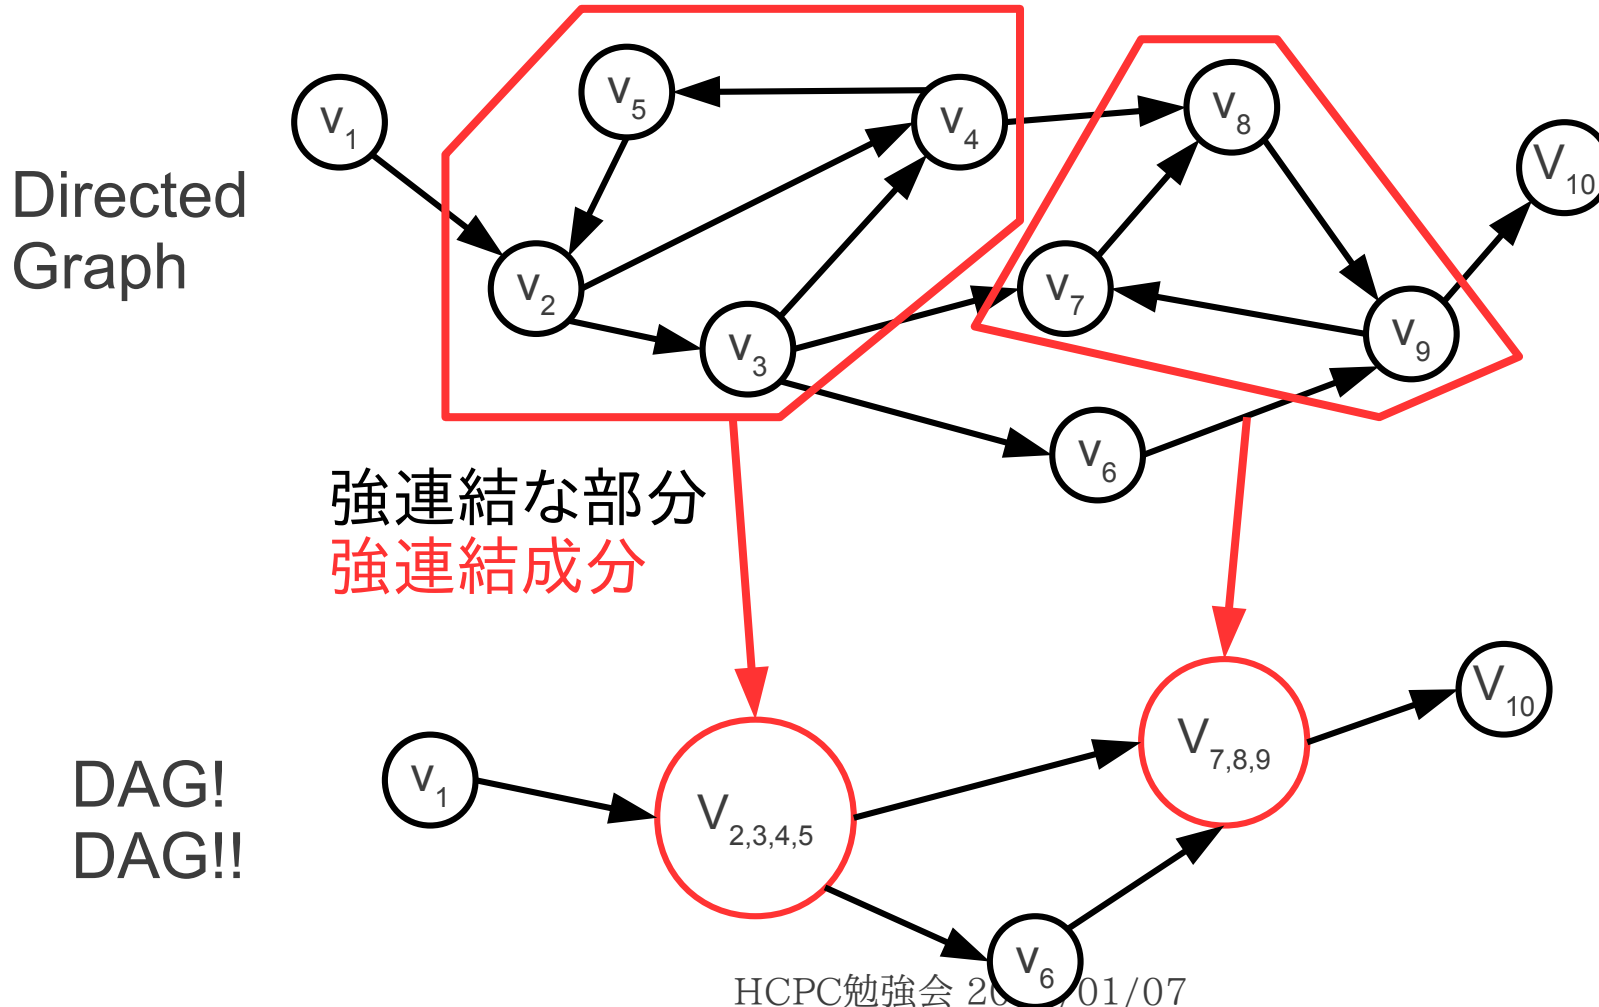 v5
v8
v1
v4
V10
Directed
Graph
v2
v7
v3
v9
v6
強連結な部分
強連結成分
V10
V7,8,9
DAG!
DAG!!
v1
V2,3,4,5
v6
HCPC勉強会 20 /01/07